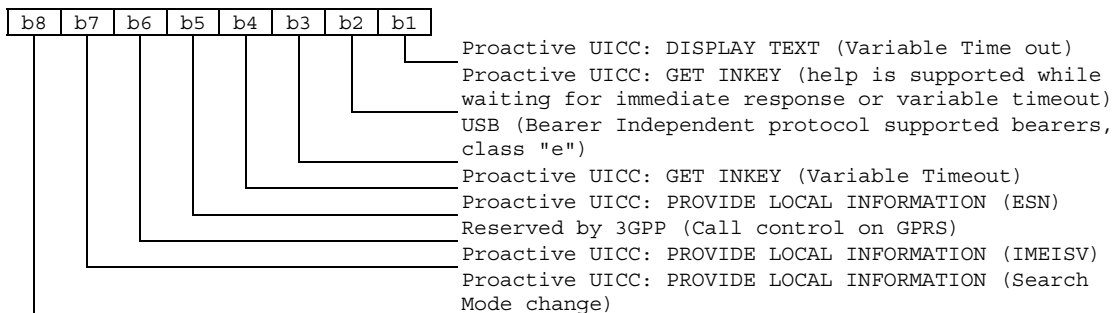 b8 b7 b6 b5 b4 b3 b2 b1
Proactive UICC: DISPLAY TEXT (Variable Time out)
Proactive UICC: GET INKEY (help is supported while
waiting for immediate response or variable timeout)
USB (Bearer Independent protocol supported bearers,
class "e")
Proactive UICC: GET INKEY (Variable Timeout)
Proactive UICC: PROVIDE LOCAL INFORMATION (ESN)
Reserved by 3GPP (Call control on GPRS)
Proactive UICC: PROVIDE LOCAL INFORMATION (IMEISV)
Proactive UICC: PROVIDE LOCAL INFORMATION (Search
Mode change)